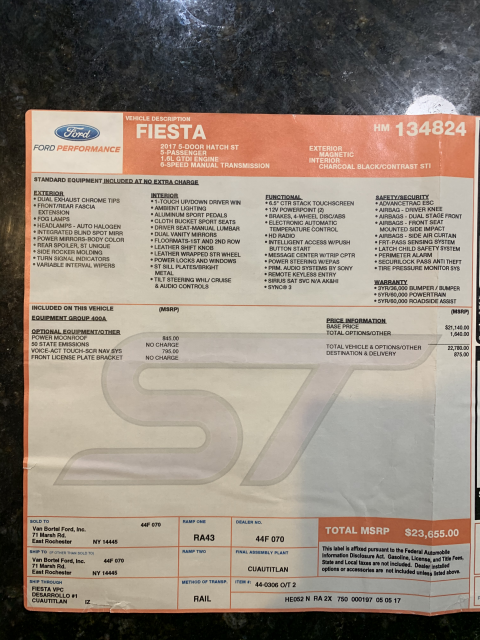 VEHICLE DESCRIPTION
Ford
FORD PERFORMANCE
FIESTA
HM 134824
2017 5-DOOR HATCH ST
5-PASSENGER
1.6L GTDI ENGINE
6-SPEED MANUAL TRANSMISSION
EXTERIOR
MAGNETIC
INTERIOR
CHARCOAL BLACK/CONTRAST STI
STANDARD EQUIPMENT INCLUDED AT NO EXTRA CHARGE
EXTERIOR
• DUAL EXHAUST CHROME TIPS
• FRONT/REAR FASCIA
EXTENSION
• FOG LAMPS
• HEADLAMPS - AUTO HALOGEN
• INTEGRATED BLIND SPOT MIRR
• POWER MIRRORS-BODY COLOR
• REAR SPOILER, ST UNIQUE
• SIDE ROCKER MOLDING
• TURN SIGNAL INDICATORS
• VARIABLE INTERVAL WIPERS
INTERIOR
• 1-TOUCH UP/DOWN DRIVER WIN
• AMBIENT LIGHTING
• ALUMINUM SPORT PEDALS
• CLOTH BUCKET SPORT SEATS
• DRIVER SEAT-MANUAL LUMBAR
• DUAL VANITY MIRRORS
• FLOORMATS-1ST AND 2ND ROW
• LEATHER SHIFT KNOB
• LEATHER WRAPPED STR WHEEL
• POWER LOCKS AND WINDOWS
• ST SILL PLATES/BRIGHT
METAL
• TILT STEERING WHL/ CRUISE
& AUDIO CONTROLS
FUNCTIONAL
• 6.5" CTR STACK TOUCHSCREEN
• 12V POWERPOINT (2)
• BRAKES, 4-WHEEL DISC/ABS
• ELECTRONIC AUTOMATIC
TEMPERATURE CONTROL
• HD RADIO
• INTELLIGENT ACCESS W/PUSH
BUTTON START
• MESSAGE CENTER W/TRIP CPTR
• POWER STEERING W/EPAS
• PRM. AUDIO SYSTEMS BY SONY
• REMOTE KEYLESS ENTRY
• SIRIUS SAT SVC N/A AK&HI
• SYNC® 3
SAFETY/SECURITY
• ADVANCETRAC ESC
• AIRBAG - DRIVER KNEE
• AIRBAGS - DUAL STAGE FRONT
• AIRBAGS - FRONT SEAT
MOUNTED SIDE IMPACT
• AIRBAGS - SIDE AIR CURTAIN
• FRT-PASS SENSING SYSTEM
• LATCH CHILD SAFETY SYSTEM
• PERIMETER ALARM
• SECURILOCK PASS ANTI THEFT
• TIRE PRESSURE MONITOR SYS
WARRANTY
• 3YR/36,000 BUMPER / BUMPER
• 5YR/60,000 POWERTRAIN
• 5YR/60,000 ROADSIDE ASSIST
INCLUDED ON THIS VEHICLE (MSRP)
EQUIPMENT GROUP 400A
OPTIONAL EQUIPMENT/OTHER
POWER MOONROOF 845.00
50 STATE EMISSIONS NO CHARGE
VOICE-ACT TOUCH-SCR NAV SYS 795.00
FRONT LICENSE PLATE BRACKET NO CHARGE
(MSRP)
PRICE INFORMATION
BASE PRICE $21,140.00
TOTAL OPTIONS/OTHER 1,640.00
TOTAL VEHICLE & OPTIONS/OTHER 22,780.00
DESTINATION & DELIVERY 875.00
ST
SOLD TO 44F 070
Van Bortel Ford, Inc.
71 Marsh Rd.
East Rochester NY 14445
RAMP ONE
RA43
DEALER NO.
44F 070
TOTAL MSRP $23,655.00
SHIP TO (IF OTHER THAN SOLD TO)
Van Bortel Ford, Inc. 44F 070
71 Marsh Rd.
East Rochester NY 14445
RAMP TWO
FINAL ASSEMBLY PLANT
CUAUTITLAN
This label is affixed pursuant to the Federal Automobile
Information Disclosure Act. Gasoline, License, and Title Fees,
State and Local taxes are not included. Dealer installed
options or accessories are not included unless listed above.
SHIP THROUGH
FIESTA VPC
DESARROLLO #1
CUAUTITLAN IZ
METHOD OF TRANSP.
RAIL
ITEM #:
44-0306 O/T 2
HE052 N RA 2X 750 000197 05 05 17